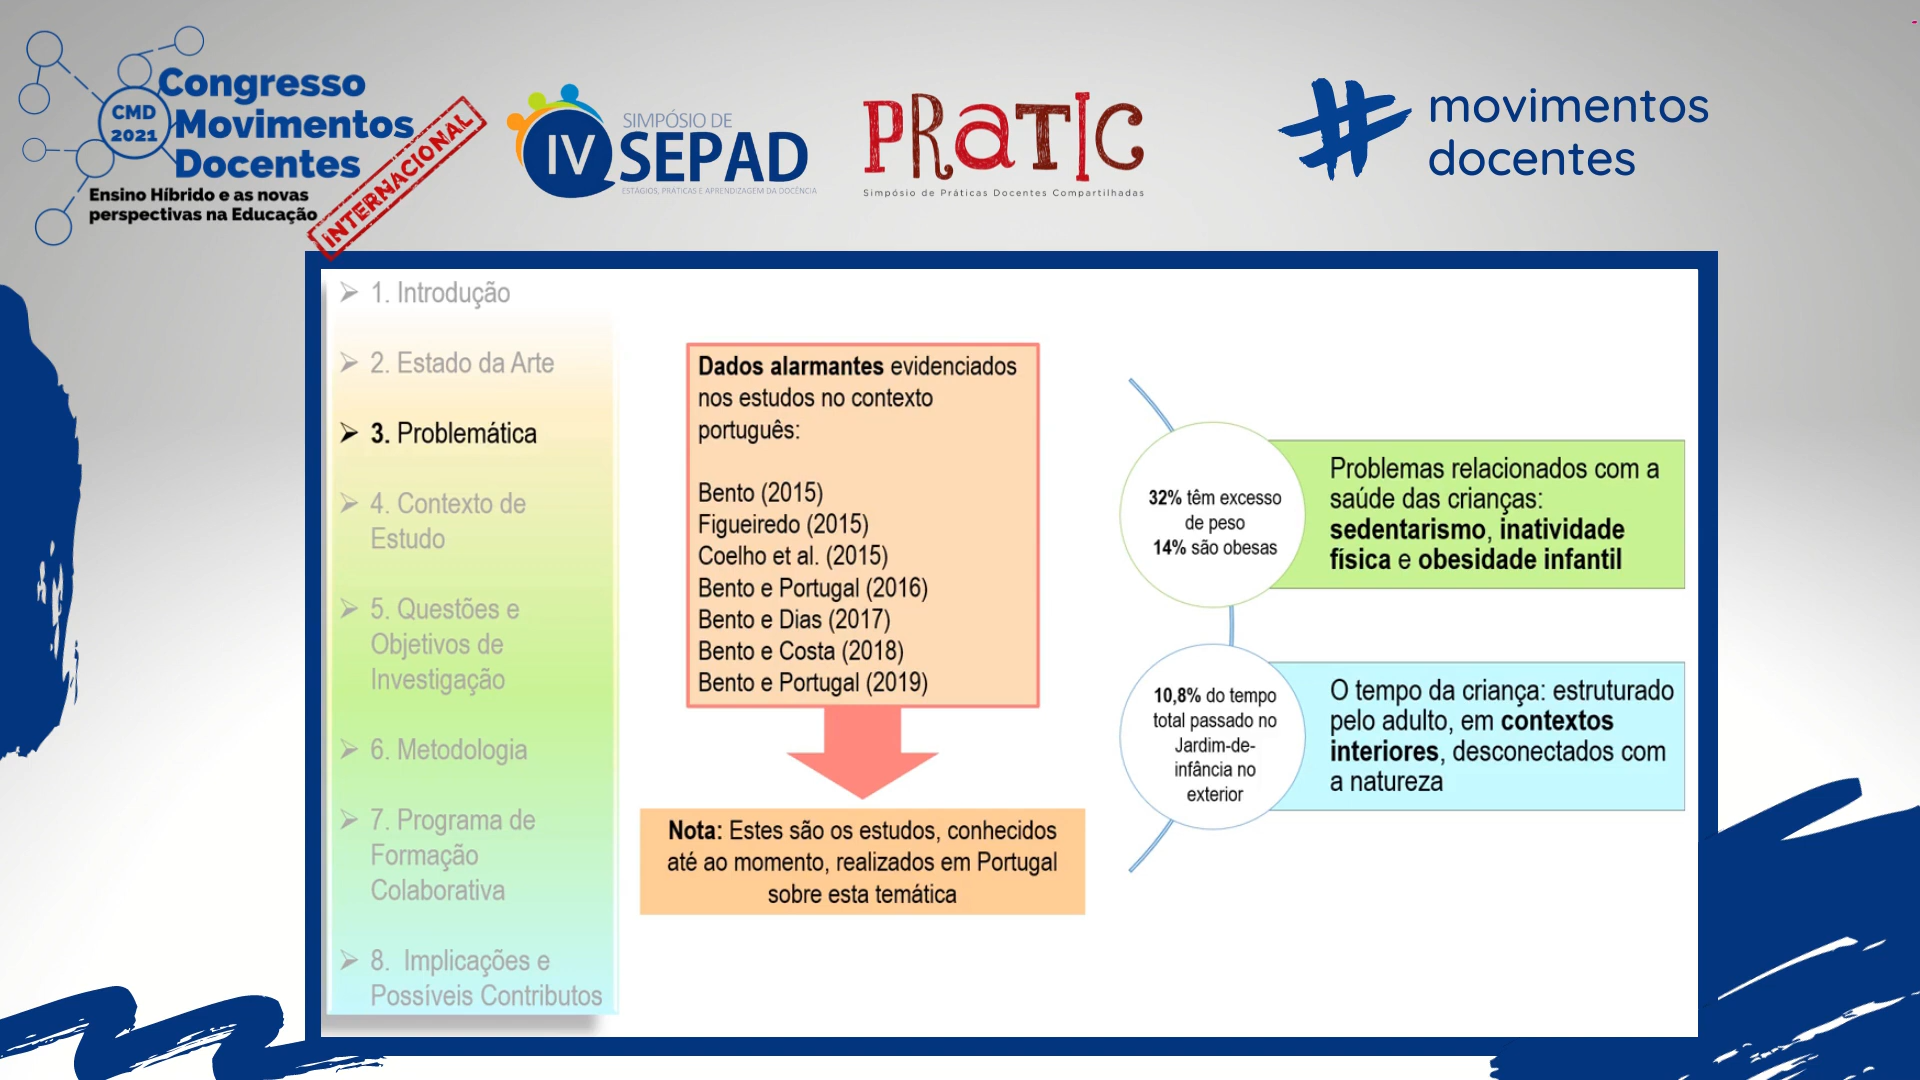 Congresso
CMD
2021
Movimentos
Docentes
Ensino Híbrido e as novas
perspectivas na Educação
INTERNACIONAL
SIMPÓSIO DE
IV SEPAD
ESTÁGIOS, PRÁTICAS E APRENDIZAGEM DA DOCÊNCIA
PRATIC
Simpósio de Práticas Docentes Compartilhadas
# movimentos
docentes
➢ 1. Introdução
➢ 2. Estado da Arte
➢ 3. Problemática
➢ 4. Contexto de
Estudo
➢ 5. Questões e
Objetivos de
Investigação
➢ 6. Metodologia
➢ 7. Programa de
Formação
Colaborativa
➢ 8. Implicações e
Possíveis Contributos
Dados alarmantes evidenciados
nos estudos no contexto
português:
Bento (2015)
Figueiredo (2015)
Coelho et al. (2015)
Bento e Portugal (2016)
Bento e Dias (2017)
Bento e Costa (2018)
Bento e Portugal (2019)
Nota: Estes são os estudos, conhecidos
até ao momento, realizados em Portugal
sobre esta temática
32% têm excesso
de peso
14% são obesas
Problemas relacionados com a
saúde das crianças:
sedentarismo, inatividade
física e obesidade infantil
10,8% do tempo
total passado no
Jardim-de-
infância no
exterior
O tempo da criança: estruturado
pelo adulto, em contextos
interiores, desconectados com
a natureza